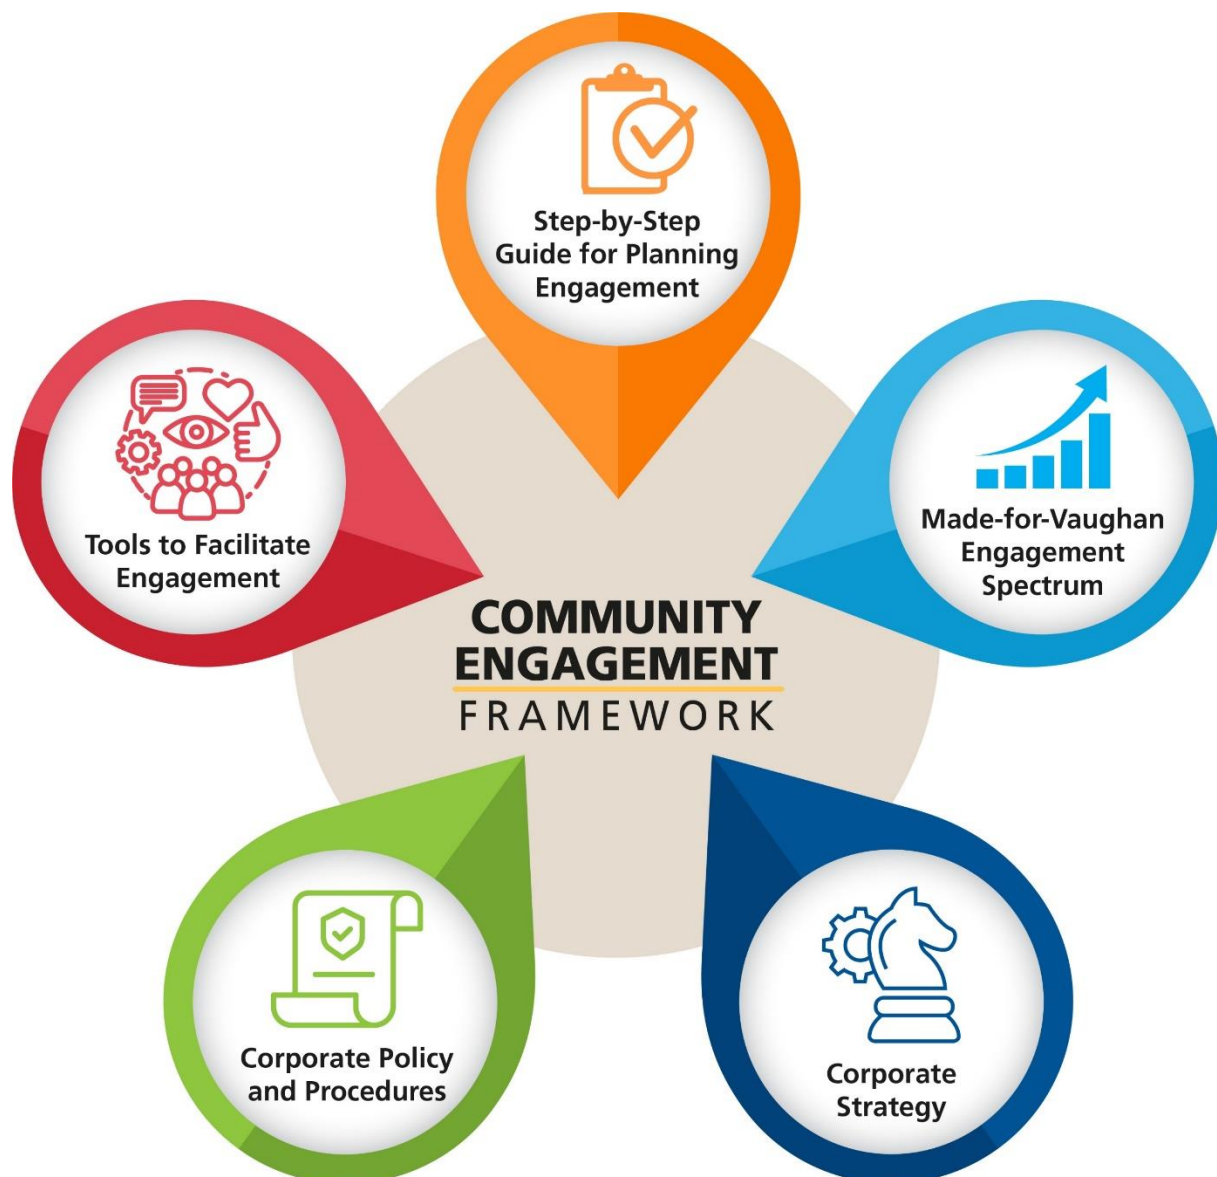 Step-by-Step
Guide for Planning
Engagement
Tools to Facilitate
Engagement
Made-for-Vaughan
Engagement
Spectrum
COMMUNITY
ENGAGEMENT
FRAMEWORK
Corporate Policy
and Procedures
Corporate
Strategy